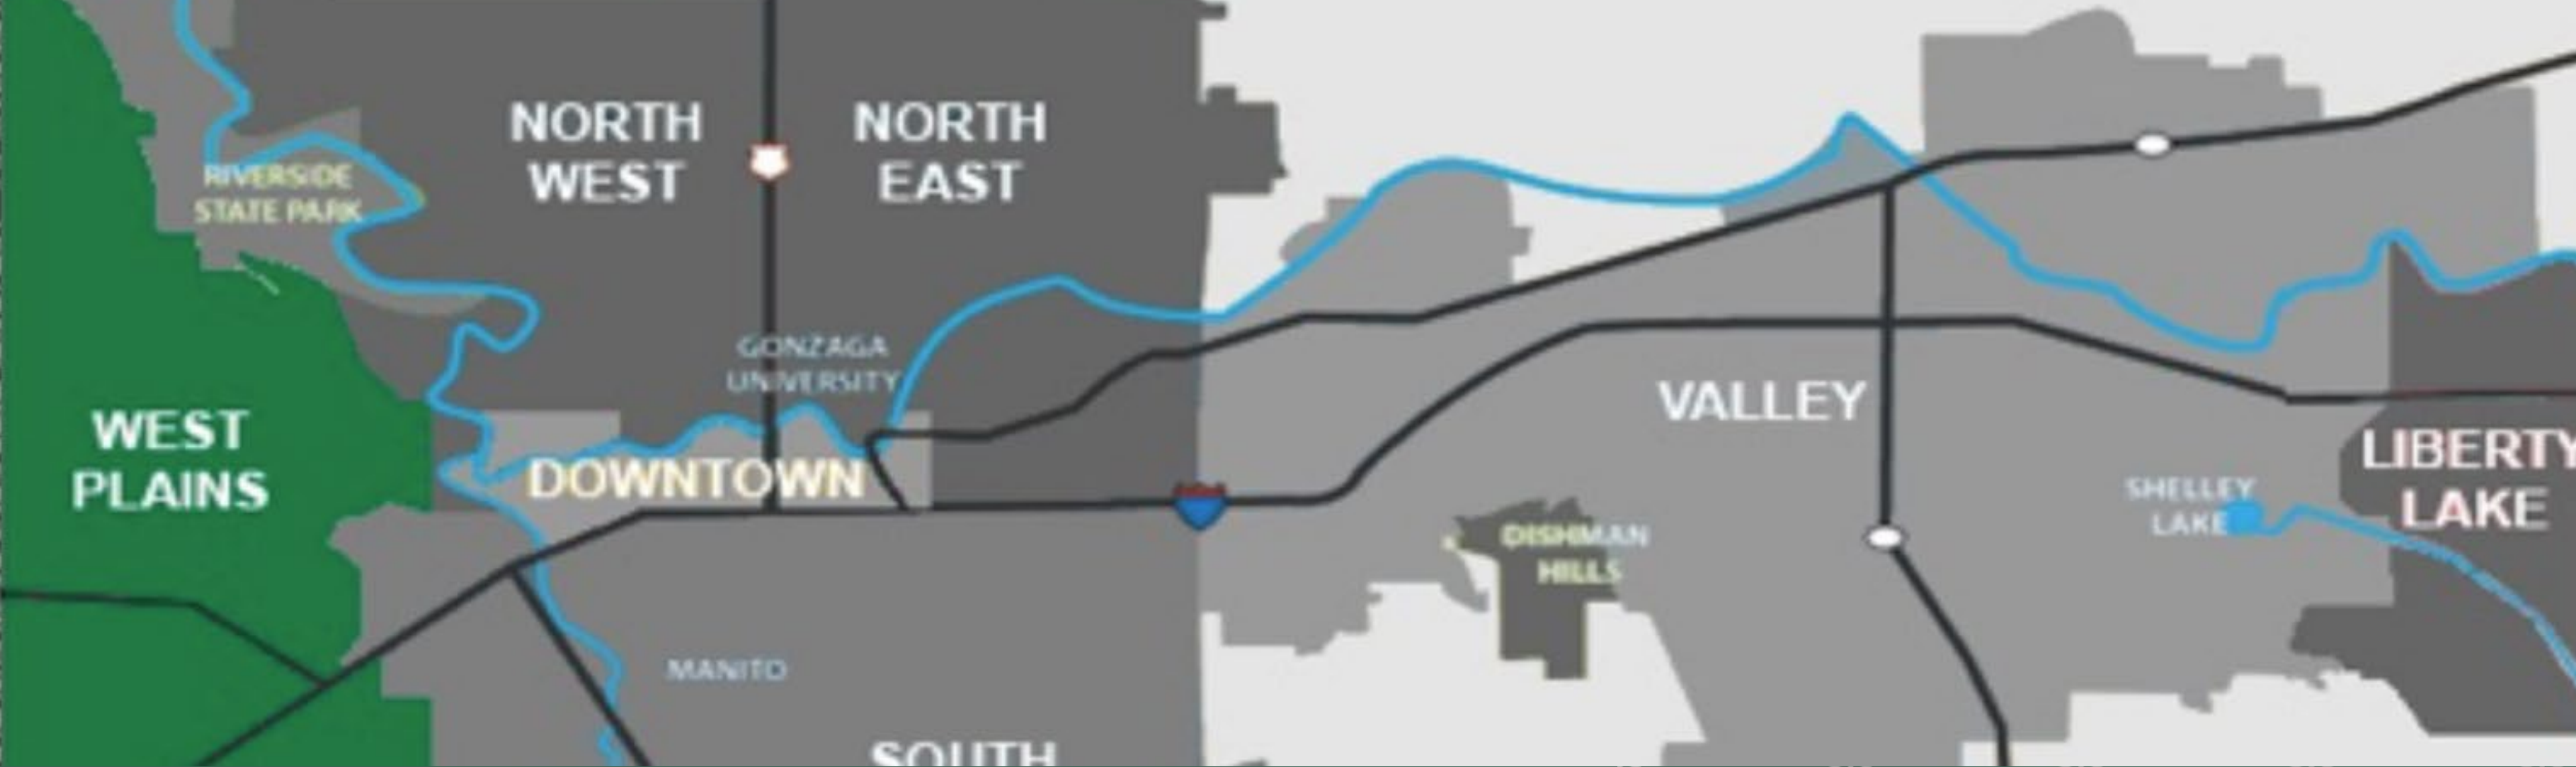 NORTH
WEST
NORTH
EAST
RIVERSIDE
STATE PARK
GONZAGA
UNIVERSITY
WEST
PLAINS
DOWNTOWN
VALLEY
LIBERTY
LAKE
SHELLEY
LAKE
DISHMAN
HILLS
MANITO
SOUTH